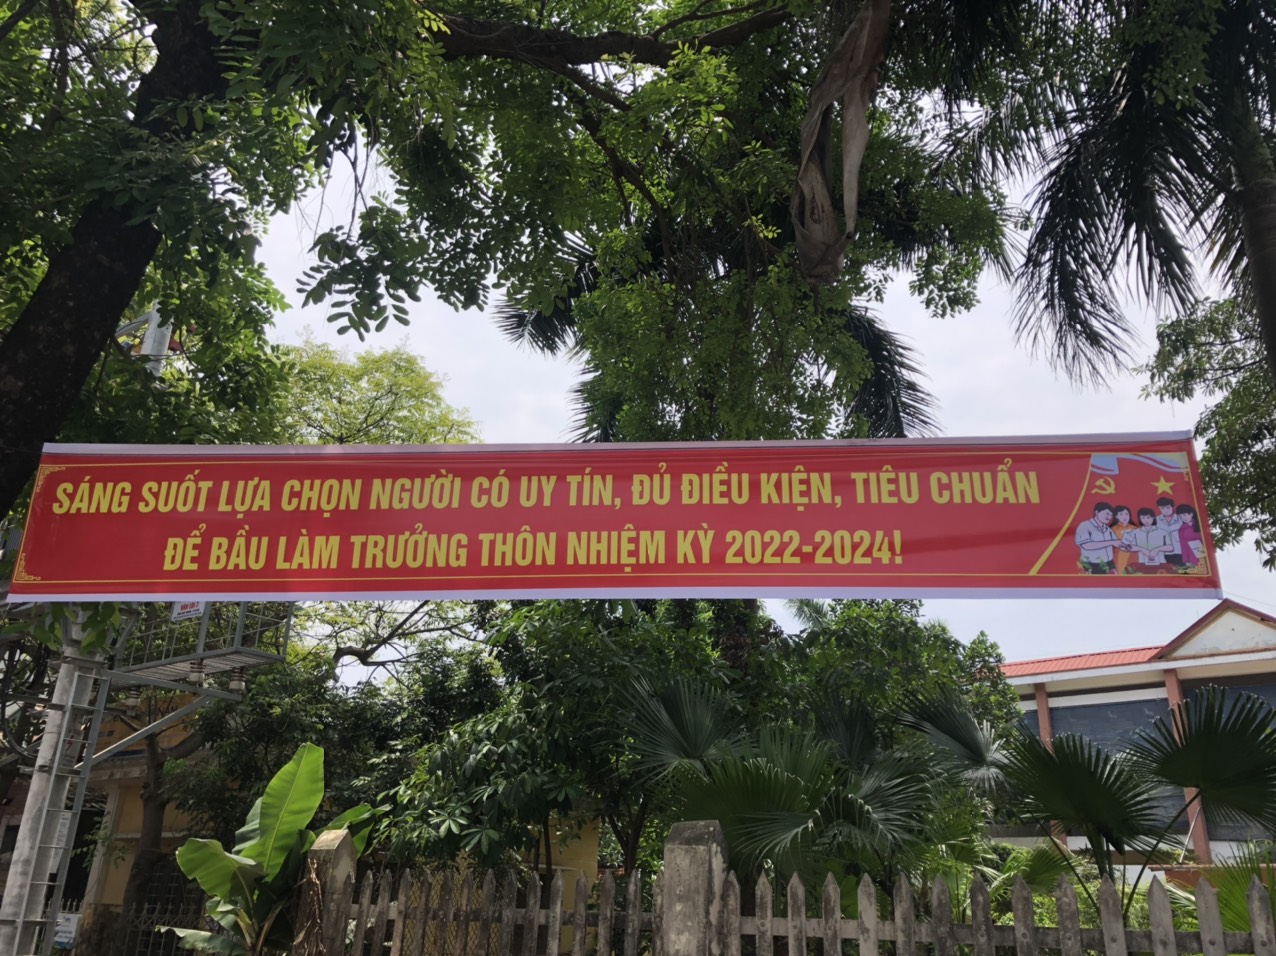 SÁNG SUỐT LỰA CHỌN NGƯỜI CÓ UY TÍN, ĐỦ ĐIỀU KIỆN, TIÊU CHUẨN
ĐỂ BẦU LÀM TRƯỞNG THÔN NHIỆM KỲ 2022-2024!